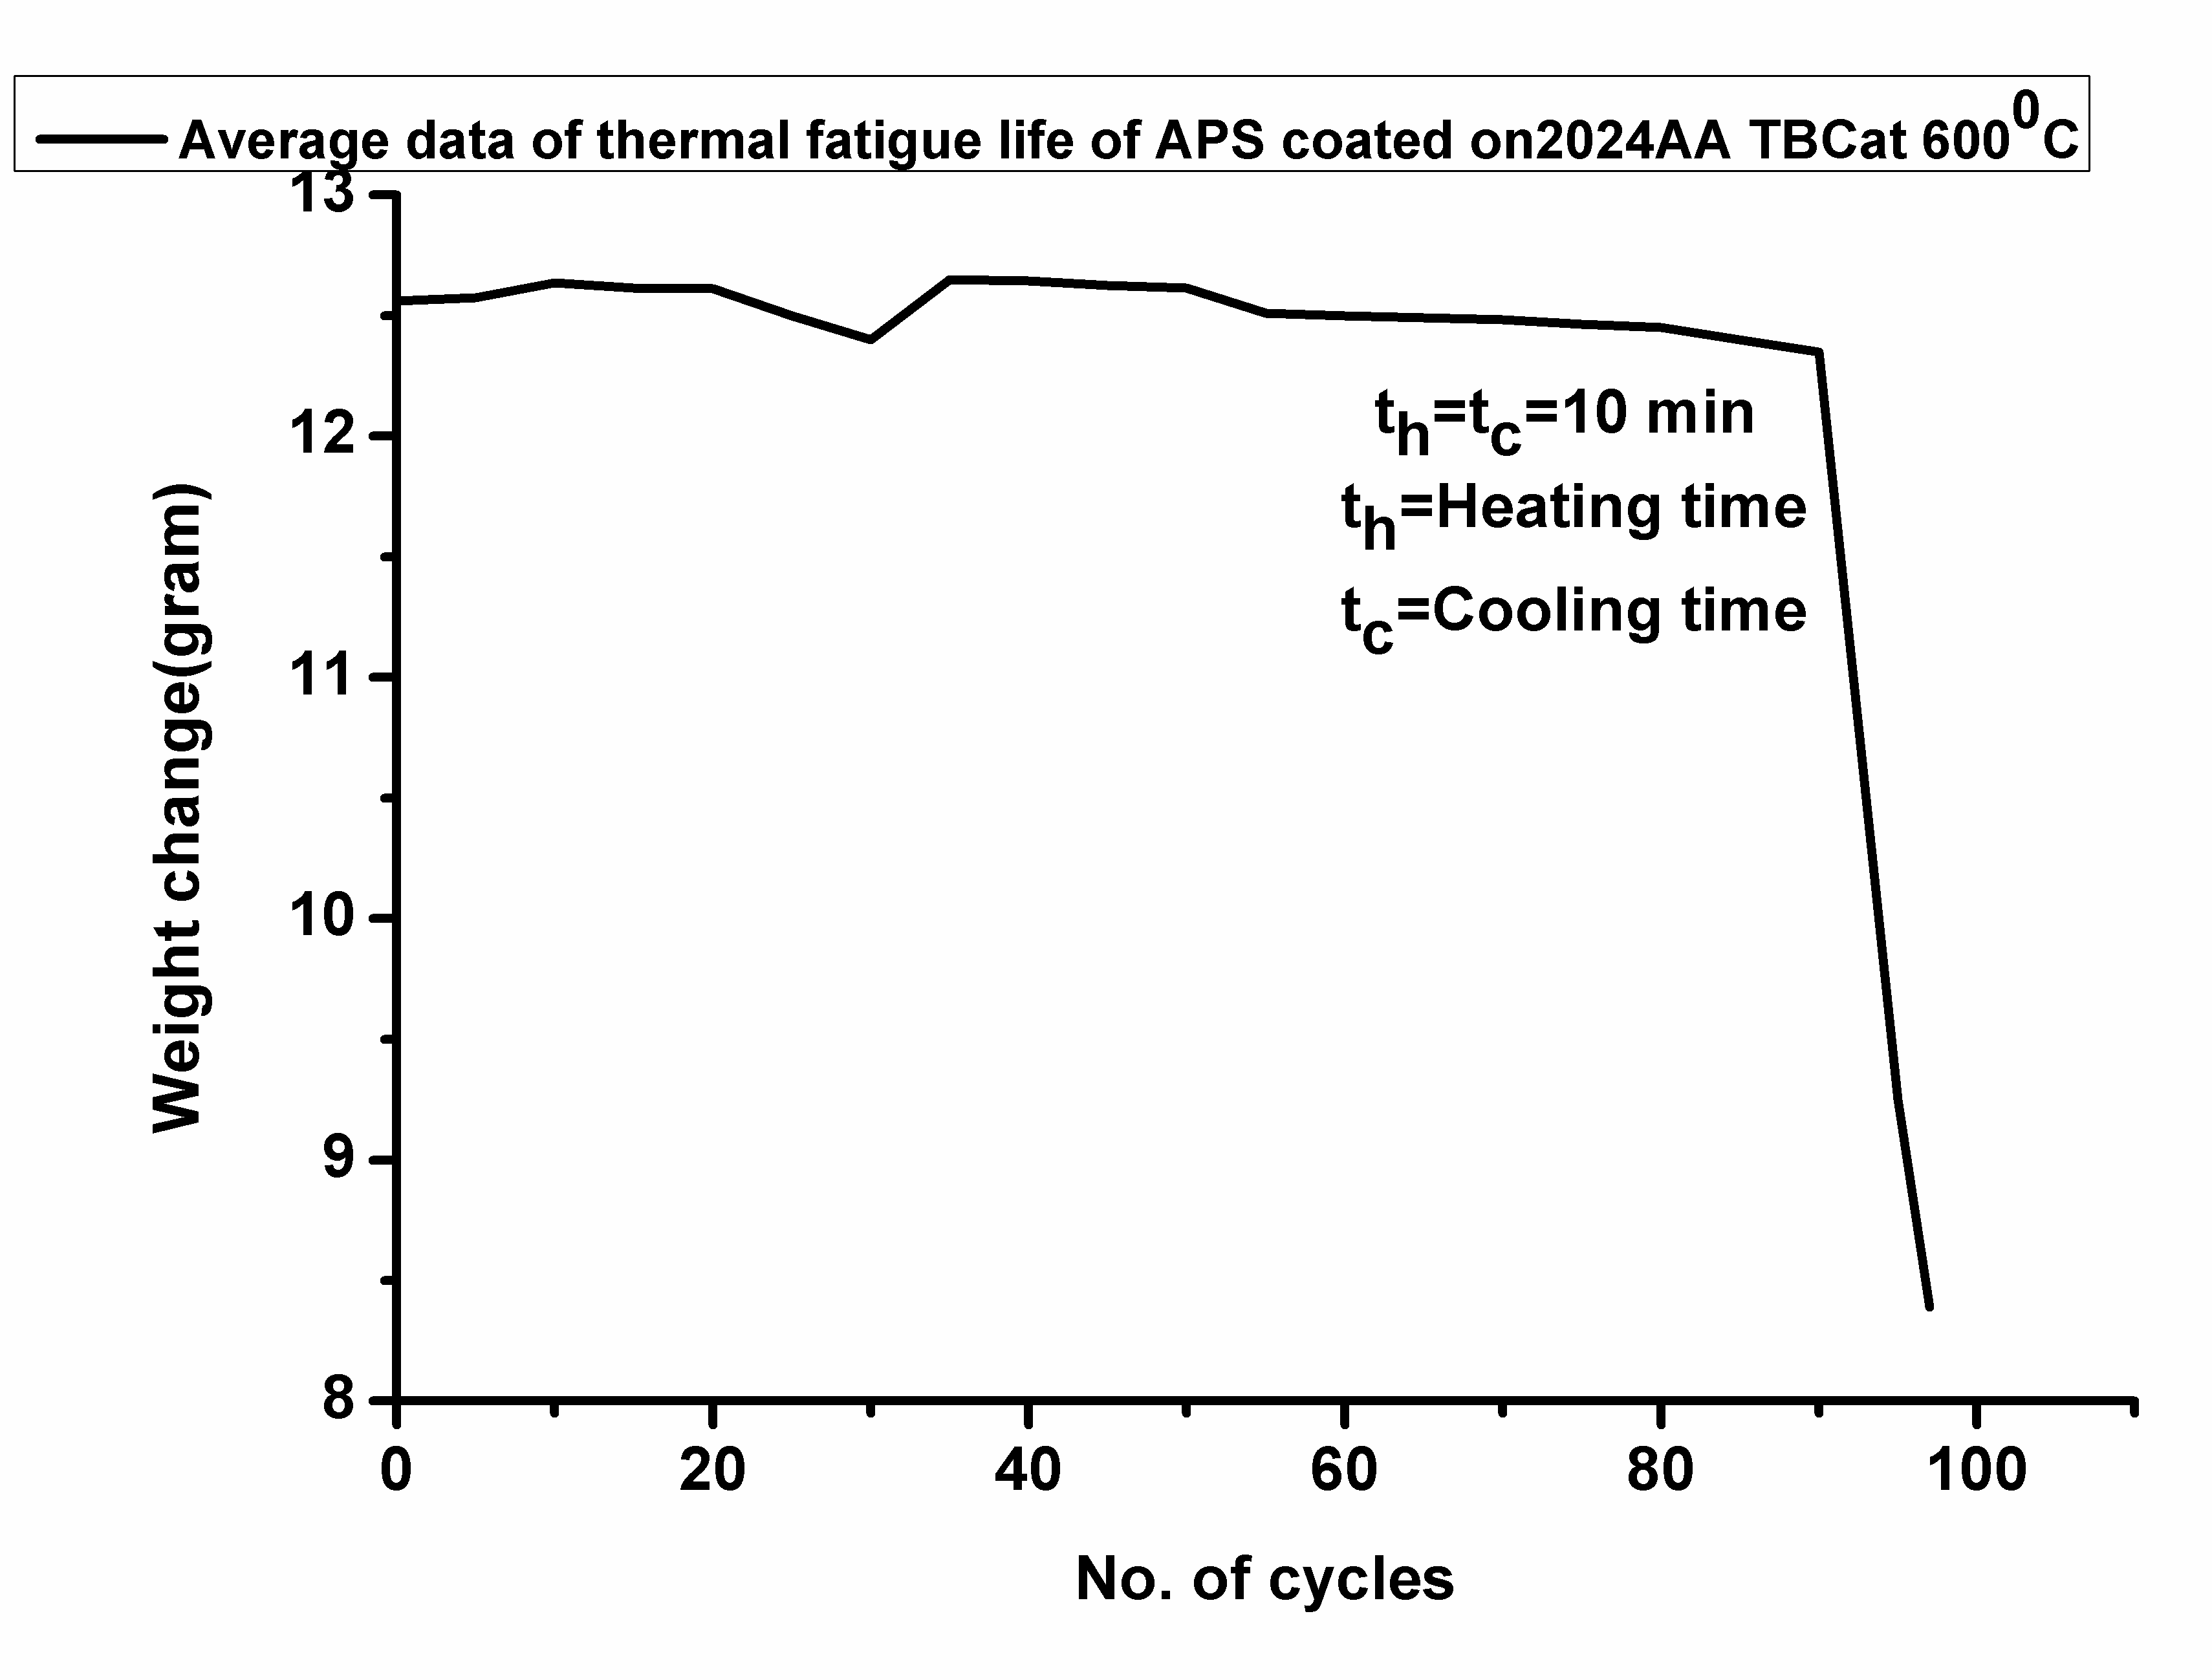 Average data of thermal fatigue life of APS coated on2024AA TBCat 600⁰C
13
12
11
10
9
8
Weight change(gram)
tₕ=t_c=10 min
tₕ=Heating time
t_c=Cooling time
0 20 40 60 80 100
No. of cycles